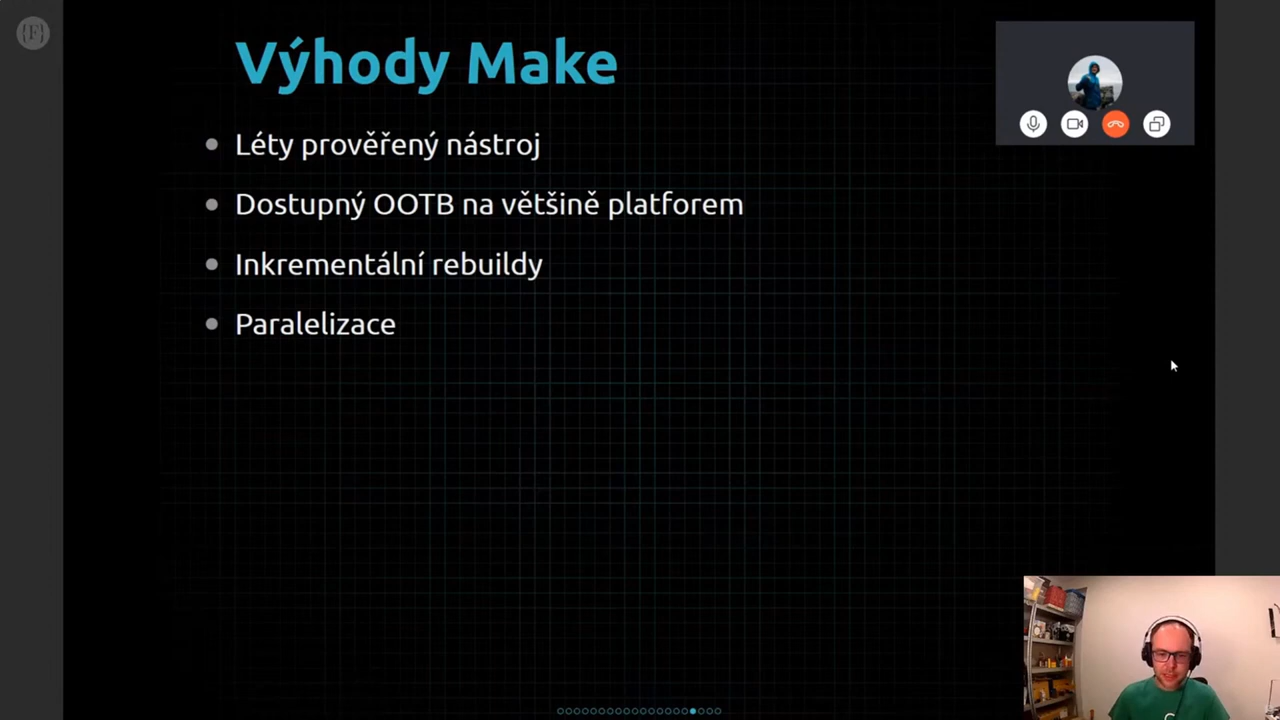 {F}
Výhody Make
Léty prověřený nástroj
Dostupný OOTB na většině platforem
Inkrementální rebuildy
Paralelizace